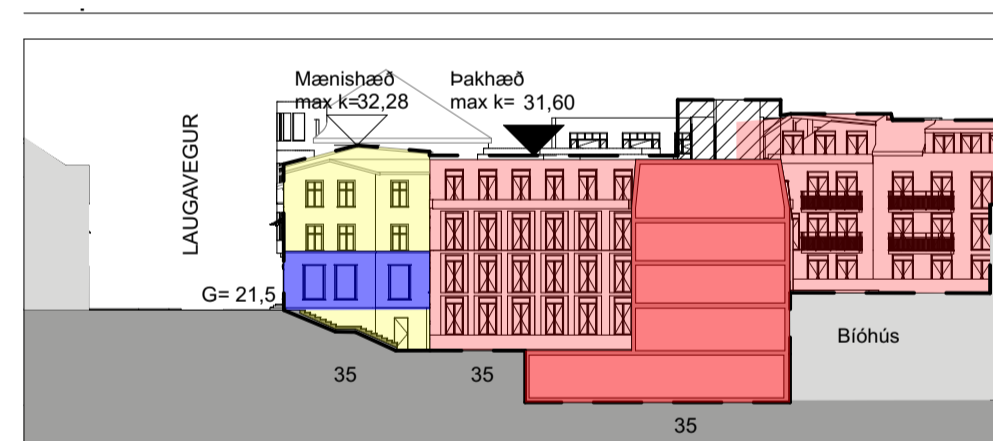 Mænishæð
max k=32,28
Þakhæð
max k= 31,60
LAUGAVEGUR
G= 21,5
Bíóhús
35
35
35